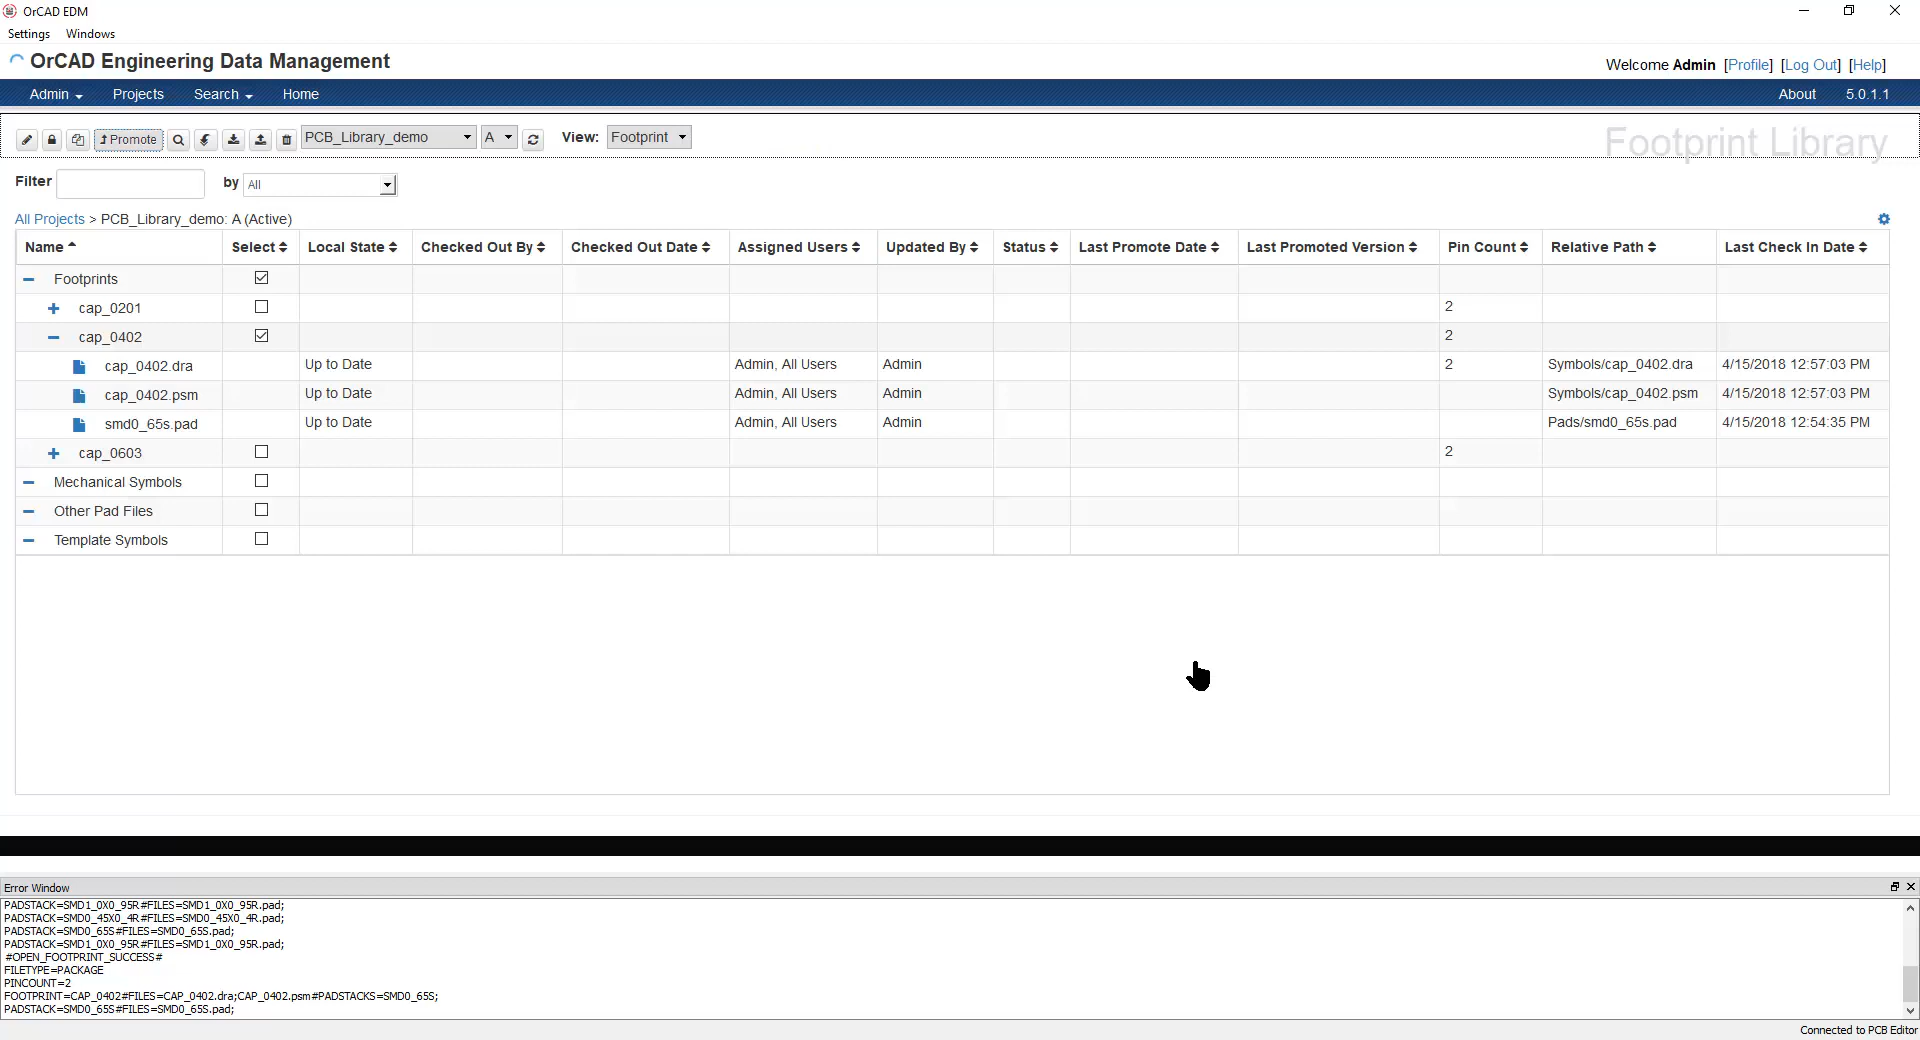 OrCAD EDM
Settings Windows
OrCAD Engineering Data Management
Welcome Admin [Profile] [Log Out] [Help]
Admin Projects Search Home About 5.0.1.1
Promote PCB_Library_demo A View: Footprint Footprint Library
Filter by All
All Projects > PCB_Library_demo: A (Active)
Name Select Local State Checked Out By Checked Out Date Assigned Users Updated By Status Last Promote Date Last Promoted Version Pin Count Relative Path Last Check In Date
Footprints
cap_0201 2
cap_0402 2
cap_0402.dra Up to Date Admin, All Users Admin 2 Symbols/cap_0402.dra 4/15/2018 12:57:03 PM
cap_0402.psm Up to Date Admin, All Users Admin Symbols/cap_0402.psm 4/15/2018 12:57:03 PM
smd0_65s.pad Up to Date Admin, All Users Admin Pads/smd0_65s.pad 4/15/2018 12:54:35 PM
cap_0603 2
Mechanical Symbols
Other Pad Files
Template Symbols
Error Window
PADSTACK=SMD1_0X0_95R#FILES=SMD1_0X0_95R.pad;
PADSTACK=SMD0_45X0_4R#FILES=SMD0_45X0_4R.pad;
PADSTACK=SMD0_65S#FILES=SMD0_65S.pad;
PADSTACK=SMD1_0X0_95R#FILES=SMD1_0X0_95R.pad;
#OPEN_FOOTPRINT_SUCCESS#
FILETYPE=PACKAGE
PINCOUNT=2
FOOTPRINT=CAP_0402#FILES=CAP_0402.dra;CAP_0402.psm#PADSTACKS=SMD0_65S;
PADSTACK=SMD0_65S#FILES=SMD0_65S.pad;
Connected to PCB Editor